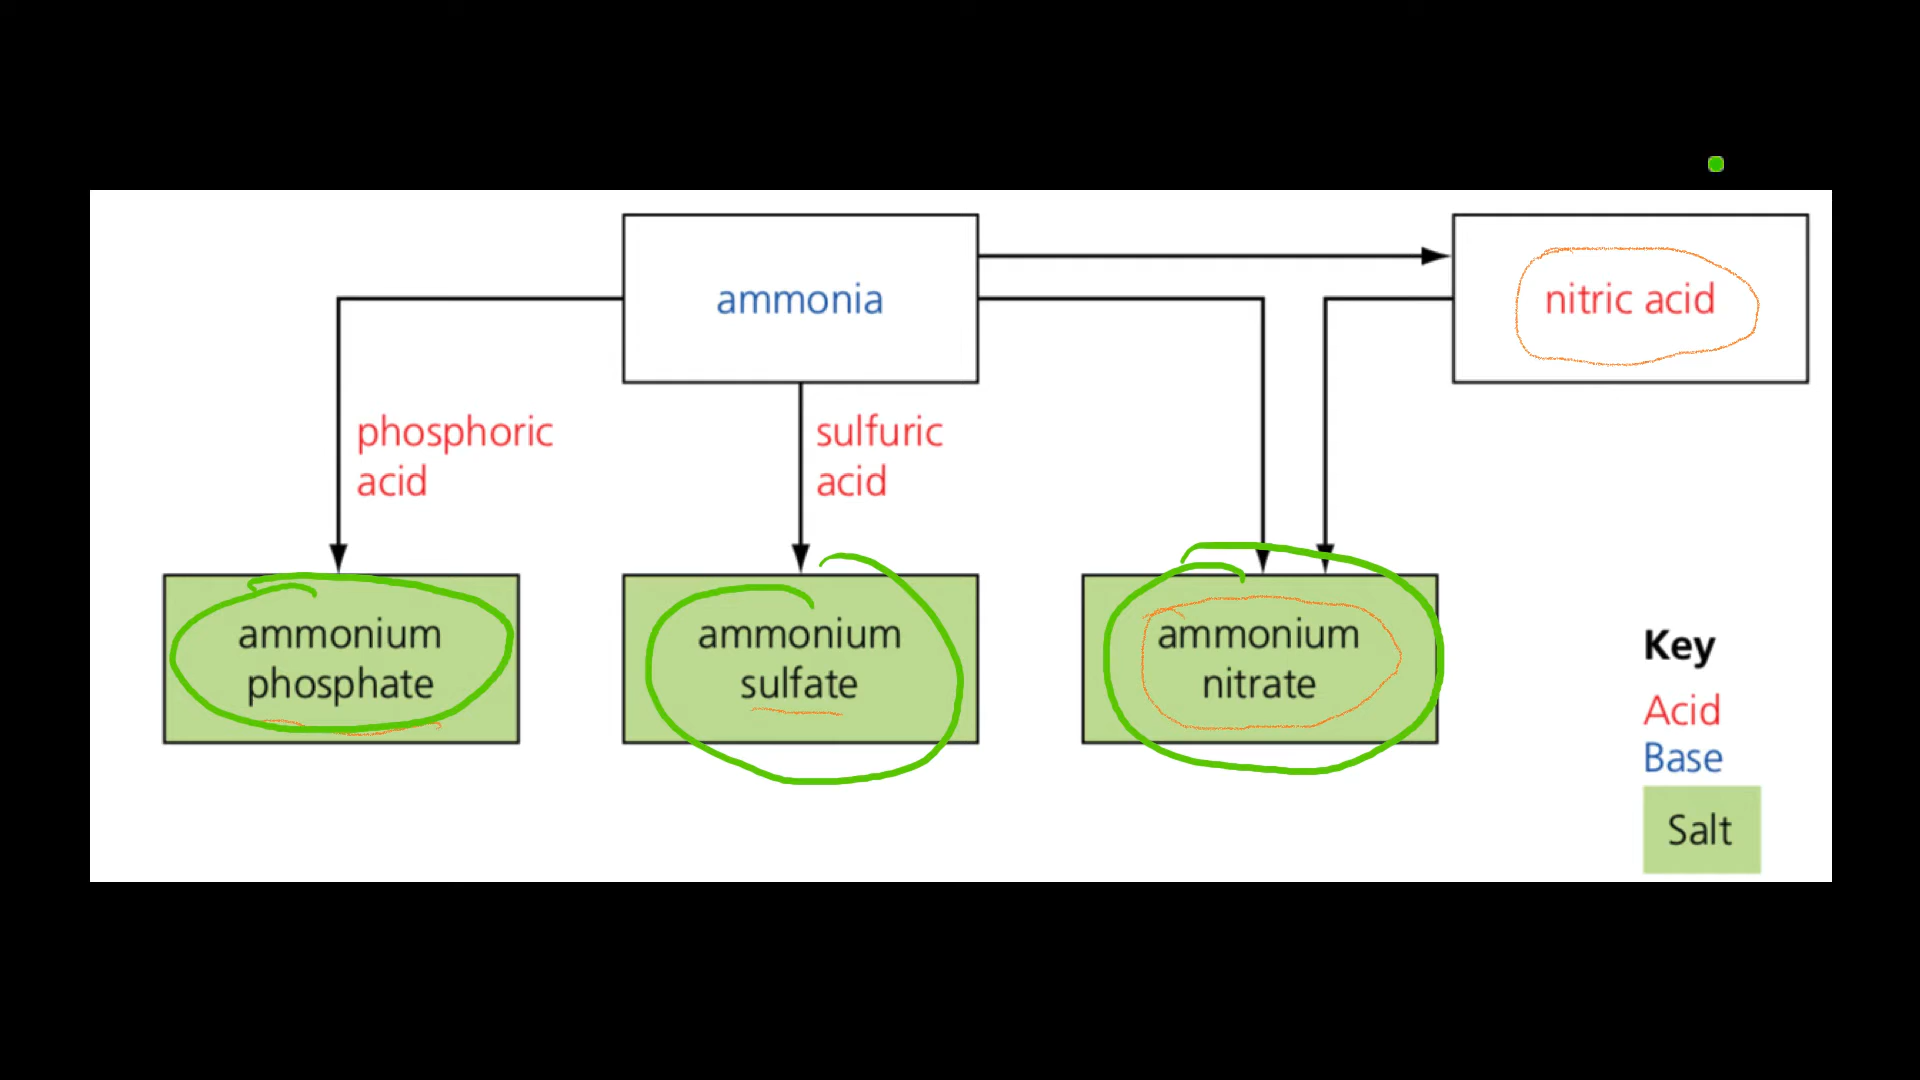 ammonia
nitric acid
phosphoric
acid
sulfuric
acid
ammonium
phosphate
ammonium
sulfate
ammonium
nitrate
Key
Acid
Base
Salt